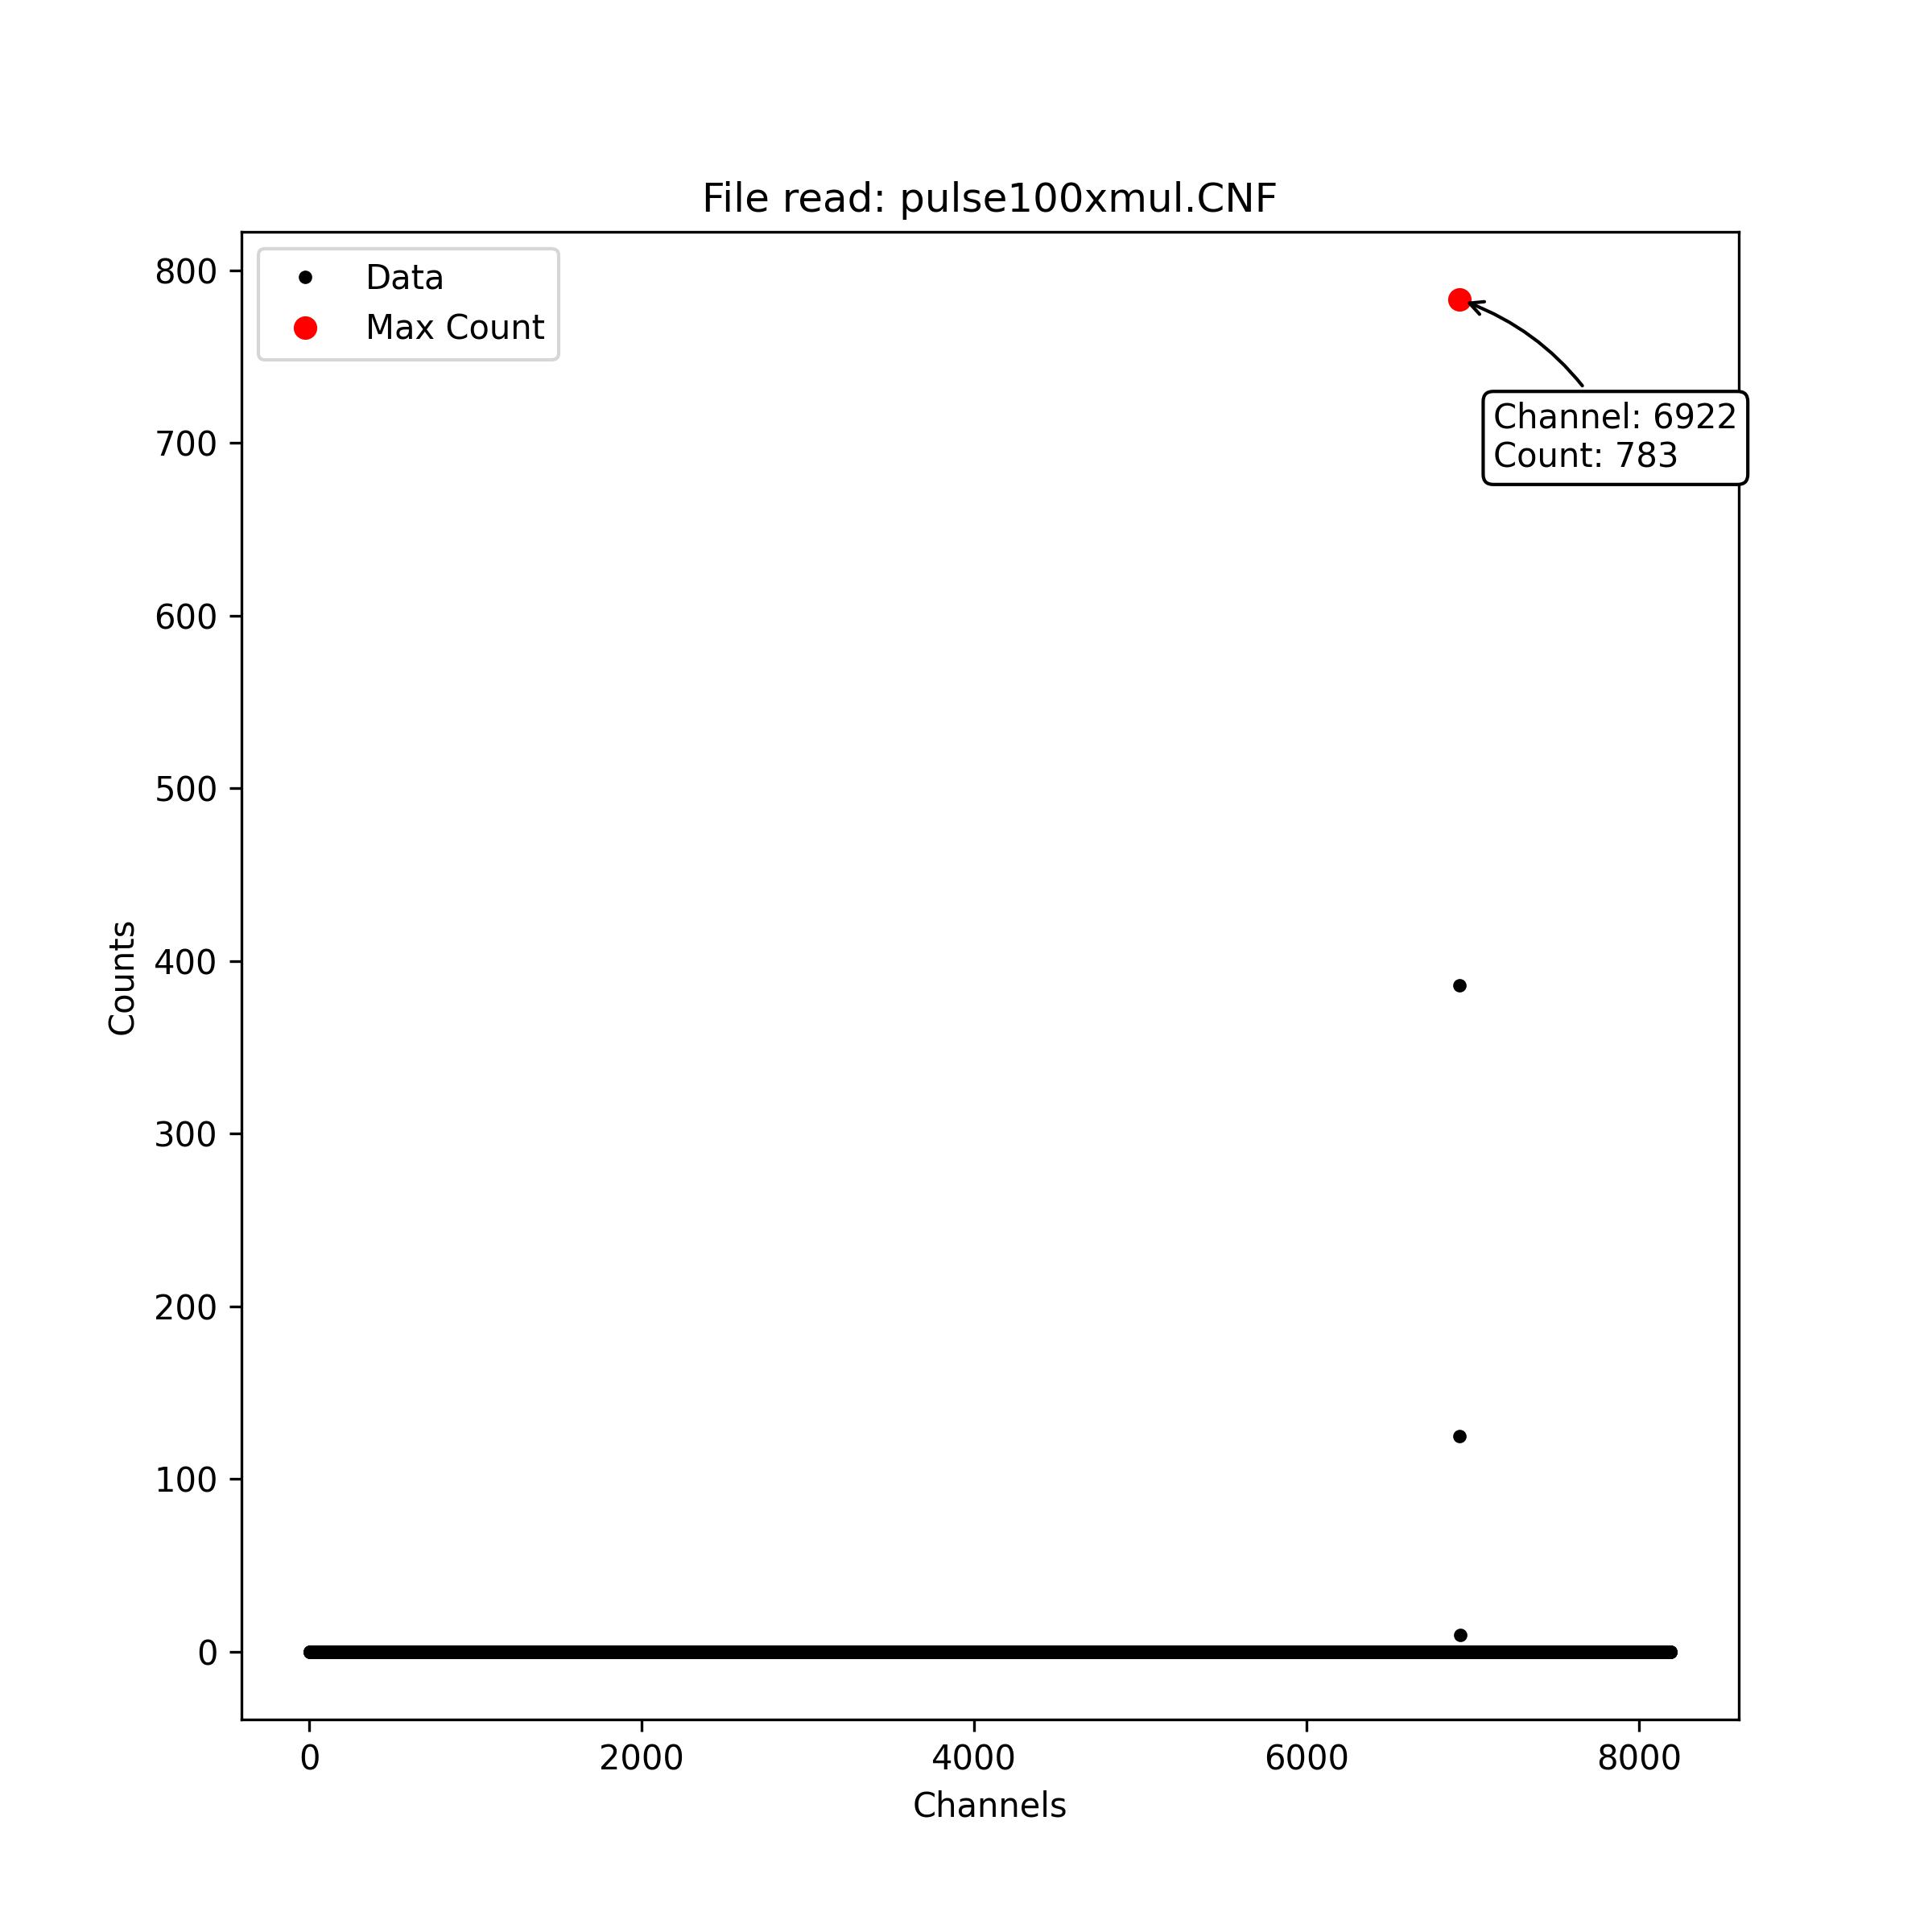 File read: pulse100xmul.CNF
Data
Max Count
Channel: 6922
Count: 783
800
700
600
500
400
300
200
100
0
Counts
0 2000 4000 6000 8000
Channels